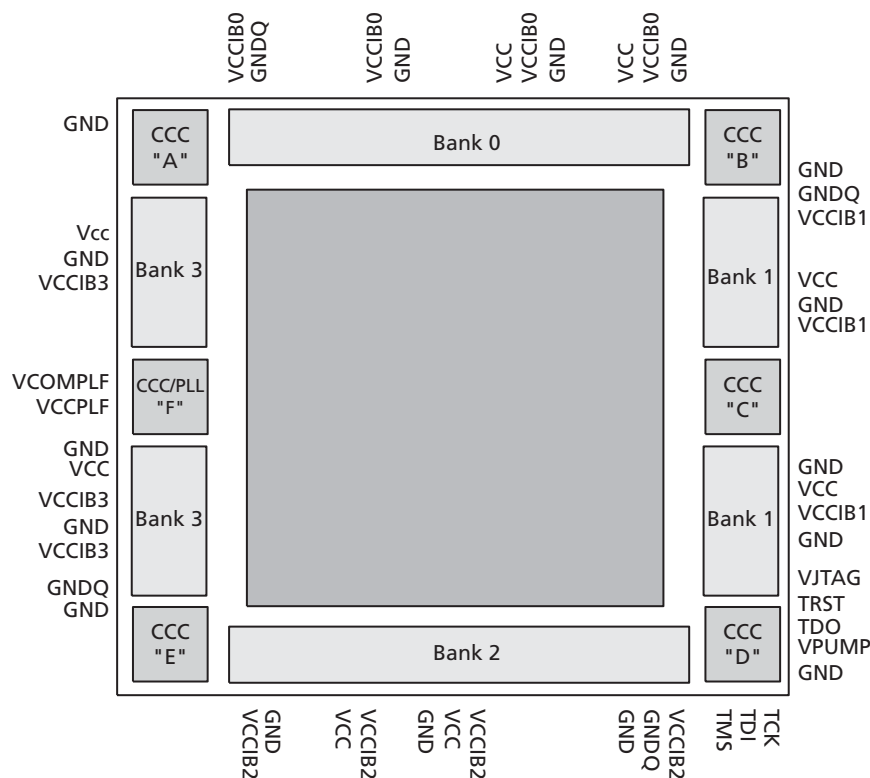 VCCIB0
GNDQ
VCCIB0
GND
VCC
VCCIB0
GND
VCC
VCCIB0
GND
GND
CCC
"A"
Bank 0
CCC
"B"
GND
GNDQ
VCCIB1
Vcc
GND
VCCIB3
Bank 3
Bank 1
VCC
GND
VCCIB1
VCOMPLF
VCCPLF
CCC/PLL
"F"
CCC
"C"
GND
VCC
VCCIB3
GND
VCCIB3
Bank 3
Bank 1
GND
VCC
VCCIB1
GND
GNDQ
GND
VJTAG
TRST
TDO
VPUMP
GND
CCC
"E"
Bank 2
CCC
"D"
VCCIB2
GND
VCC
VCCIB2
GND
VCC
VCCIB2
GND
GNDQ
VCCIB2
TMS
TDI
TCK